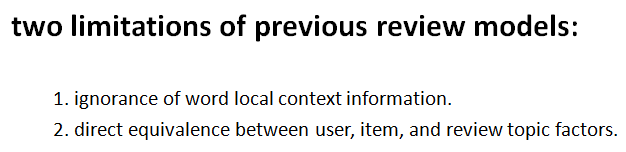 two limitations of previous review models:
1. ignorance of word local context information.
2. direct equivalence between user, item, and review topic factors.